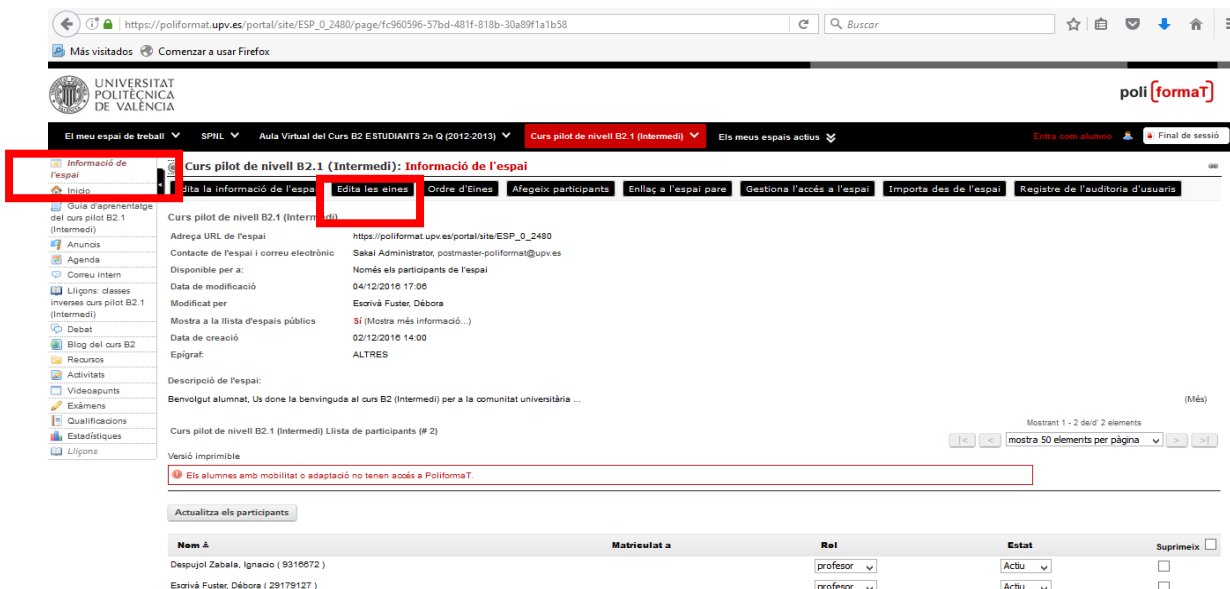 https://poliformat.upv.es/portal/site/ESP_0_2480/page/fc960596-57bd-481f-818b-30a89f1a1b58
Buscar
Más visitados Comenzar a usar Firefox
UNIVERSITAT
POLITÈCNICA
DE VALÈNCIA
poli[formaT]
El meu espai de treball SPNL Aula Virtual del Curs B2 ESTUDIANTS 2n Q (2012-2013) Curs pilot de nivell B2.1 (Intermedi) Els meus espais actius Entra com alumno Final de sessió
Informació de
l'espai
Inicio
Guia d'aprenentatge
del curs pilot B2.1
(Intermedi)
Anuncis
Agenda
Correu intern
Lliçons: classes
inverses curs pilot B2.1
(Intermedi)
Debat
Blog del curs B2
Recursos
Activitats
Videoapunts
Exàmens
Qualificacions
Estadístiques
Lliçons
Curs pilot de nivell B2.1 (Intermedi): Informació de l'espai
Edita la informació de l'espai Edita les eines Ordre d'Eines Afegeix participants Enllaç a l'espai pare Gestiona l'accés a l'espai Importa des de l'espai Registre de l'auditoria d'usuaris
Curs pilot de nivell B2.1 (Intermedi)
Adreça URL de l'espai https://poliformat.upv.es/portal/site/ESP_0_2480
Contacte de l'espai i correu electrònic Sakai Administrator, postmaster-poliformat@upv.es
Disponible per a: Només els participants de l'espai
Data de modificació 04/12/2016 17:06
Modificat per Escrivà Fuster, Débora
Mostra a la llista d'espais públics Sí (Mostra més informació...)
Data de creació 02/12/2016 14:00
Epígraf: ALTRES
Descripció de l'espai:
Benvolgut alumnat, Us done la benvinguda al curs B2 (Intermedi) per a la comunitat universitària ... (Més)
Curs pilot de nivell B2.1 (Intermedi) Llista de participants (# 2)
Mostrant 1 - 2 de/d' 2 elements
|< < mostra 50 elements per pàgina > >|
Versió imprimible
Els alumnes amb mobilitat o adaptació no tenen accés a PoliformaT.
Actualitza els participants
Nom Matriculat a Rol Estat Suprimeix
Despujol Zabala, Ignacio ( 9316672 ) profesor Actiu
Escrivà Fuster, Débora ( 29179127 ) profesor Actiu